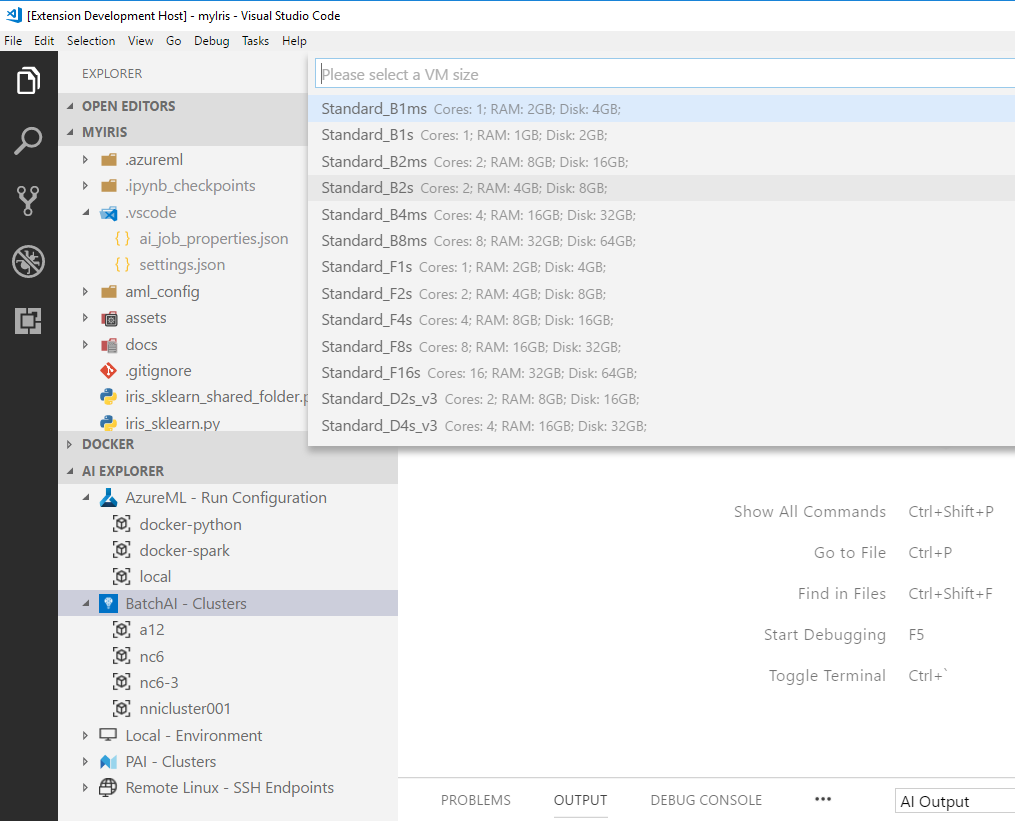 [Extension Development Host] - myIris - Visual Studio Code
File Edit Selection View Go Debug Tasks Help
EXPLORER
OPEN EDITORS
MYIRIS
.azureml
.ipynb_checkpoints
.vscode
ai_job_properties.json
settings.json
aml_config
assets
docs
.gitignore
iris_sklearn_shared_folder.p
iris_sklearn.py
DOCKER
AI EXPLORER
AzureML - Run Configuration
docker-python
docker-spark
local
BatchAI - Clusters
a12
nc6
nc6-3
nnicluster001
Local - Environment
PAI - Clusters
Remote Linux - SSH Endpoints
Please select a VM size
Standard_B1ms Cores: 1; RAM: 2GB; Disk: 4GB;
Standard_B1s Cores: 1; RAM: 1GB; Disk: 2GB;
Standard_B2ms Cores: 2; RAM: 8GB; Disk: 16GB;
Standard_B2s Cores: 2; RAM: 4GB; Disk: 8GB;
Standard_B4ms Cores: 4; RAM: 16GB; Disk: 32GB;
Standard_B8ms Cores: 8; RAM: 32GB; Disk: 64GB;
Standard_F1s Cores: 1; RAM: 2GB; Disk: 4GB;
Standard_F2s Cores: 2; RAM: 4GB; Disk: 8GB;
Standard_F4s Cores: 4; RAM: 8GB; Disk: 16GB;
Standard_F8s Cores: 8; RAM: 16GB; Disk: 32GB;
Standard_F16s Cores: 16; RAM: 32GB; Disk: 64GB;
Standard_D2s_v3 Cores: 2; RAM: 8GB; Disk: 16GB;
Standard_D4s_v3 Cores: 4; RAM: 16GB; Disk: 32GB;
Show All Commands Ctrl+Shift+P
Go to File Ctrl+P
Find in Files Ctrl+Shift+F
Start Debugging F5
Toggle Terminal Ctrl+`
PROBLEMS OUTPUT DEBUG CONSOLE ••• AI Output